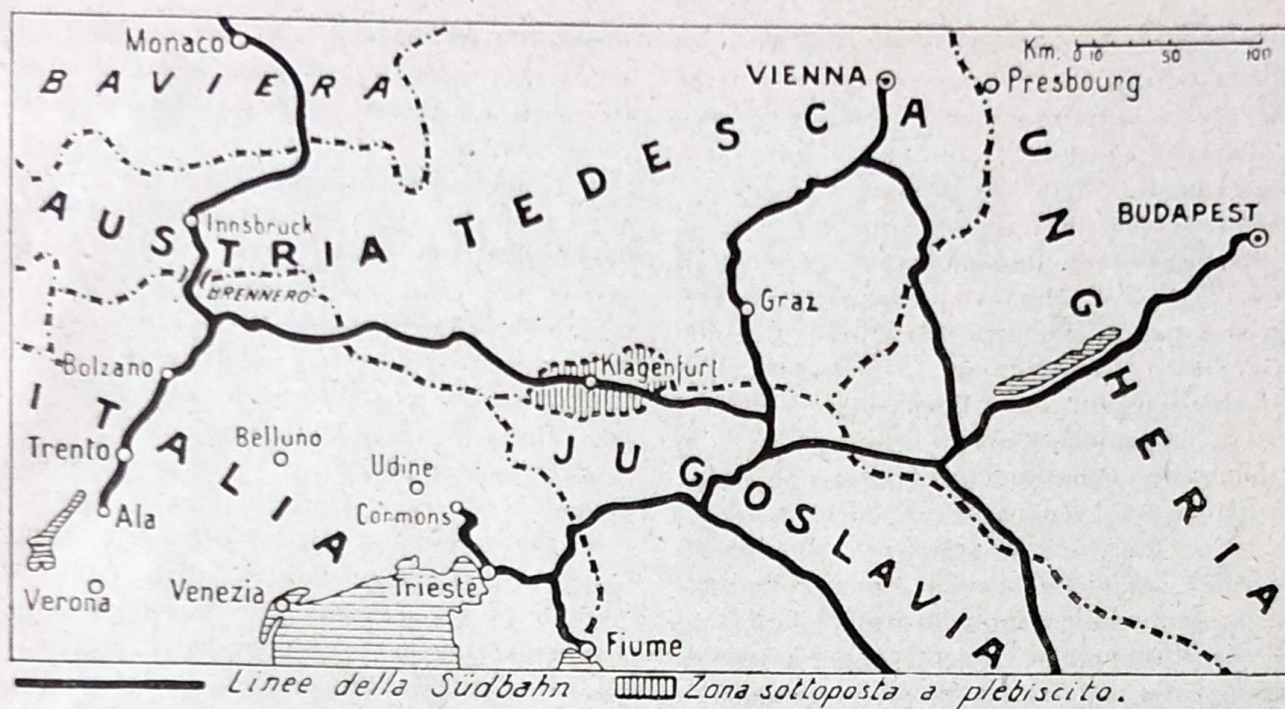 Monaco
Km. 0 10 50 100
BAVIERA
VIENNA
Presbourg
AUSTRIA TEDESCA
UNGHERIA
Innsbruck
BUDAPEST
BRENNERO
Graz
Bolzano
Klagenfurt
ITALIA
Trento
Belluno
Udine
JUGOSLAVIA
Ala
Cormons
Verona
Venezia
Trieste
Fiume
Linee della Südbahn
Zona sottoposta a plebiscito.